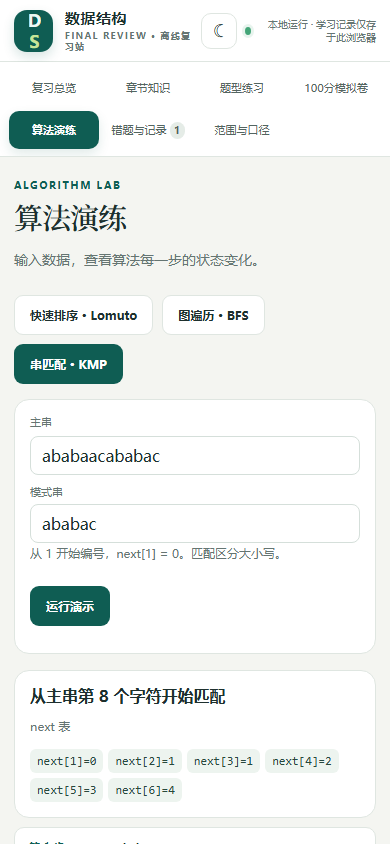 D
S
数据结构
FINAL REVIEW • 离线复
习站
本地运行 · 学习记录仅存
于此浏览器
复习总览
章节知识
题型练习
100分模拟卷
算法演练
错题与记录 1
范围与口径
ALGORITHM LAB
算法演练
输入数据，查看算法每一步的状态变化。
快速排序 • Lomuto
图遍历 • BFS
串匹配 • KMP
主串
ababaacababac
模式串
ababac
从 1 开始编号，next[1] = 0。匹配区分大小写。
运行演示
从主串第 8 个字符开始匹配
next 表
next[1]=0 next[2]=1 next[3]=1 next[4]=2
next[5]=3 next[6]=4